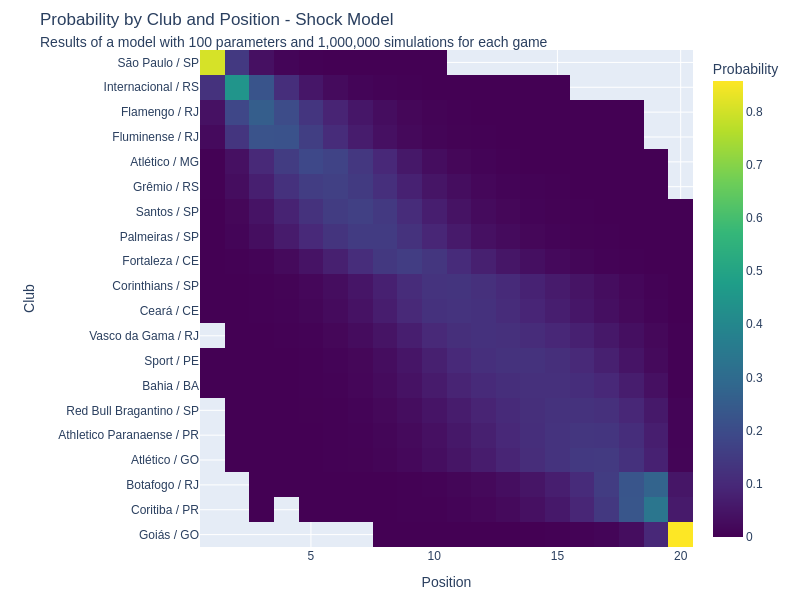 Probability by Club and Position - Shock Model
Results of a model with 100 parameters and 1,000,000 simulations for each game
São Paulo / SP
Internacional / RS
Flamengo / RJ
Fluminense / RJ
Atlético / MG
Grêmio / RS
Santos / SP
Palmeiras / SP
Fortaleza / CE
Corinthians / SP
Ceará / CE
Vasco da Gama / RJ
Sport / PE
Bahia / BA
Red Bull Bragantino / SP
Athletico Paranaense / PR
Atlético / GO
Botafogo / RJ
Coritiba / PR
Goiás / GO
Club
5
10
15
20
Position
Probability
0.8
0.7
0.6
0.5
0.4
0.3
0.2
0.1
0